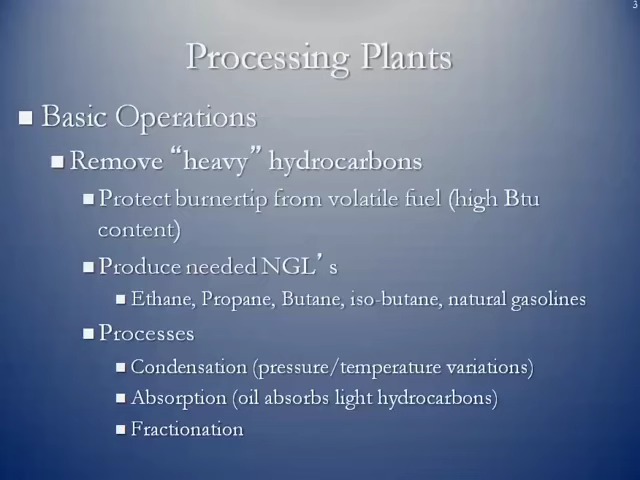 3
Processing Plants
Basic Operations
Remove “heavy” hydrocarbons
Protect burnertip from volatile fuel (high Btu
content)
Produce needed NGL’s
Ethane, Propane, Butane, iso-butane, natural gasolines
Processes
Condensation (pressure/temperature variations)
Absorption (oil absorbs light hydrocarbons)
Fractionation